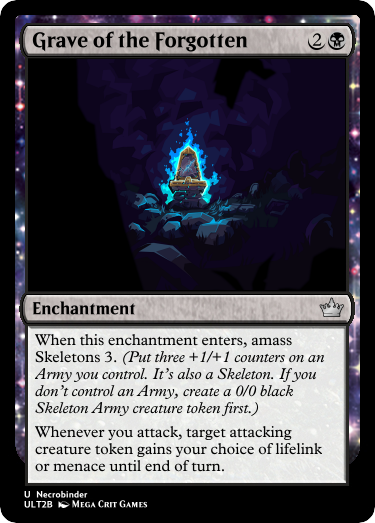 Grave of the Forgotten 2
Enchantment
When this enchantment enters, amass
Skeletons 3. (Put three +1/+1 counters on an
Army you control. It's also a Skeleton. If you
don't control an Army, create a 0/0 black
Skeleton Army creature token first.)
Whenever you attack, target attacking
creature token gains your choice of lifelink
or menace until end of turn.
U Necrobinder
ULT2B Mega Crit Games